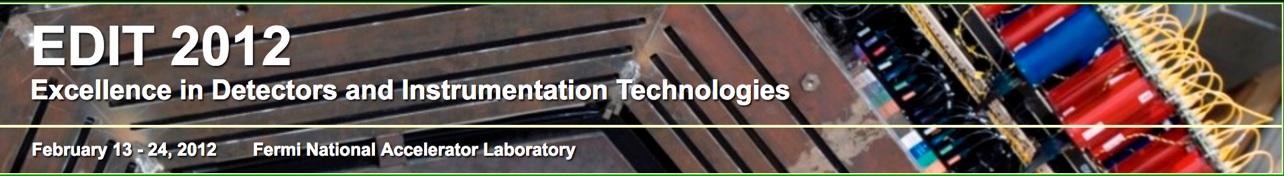 EDIT 2012
Excellence in Detectors and Instrumentation Technologies
February 13 - 24, 2012 Fermi National Accelerator Laboratory